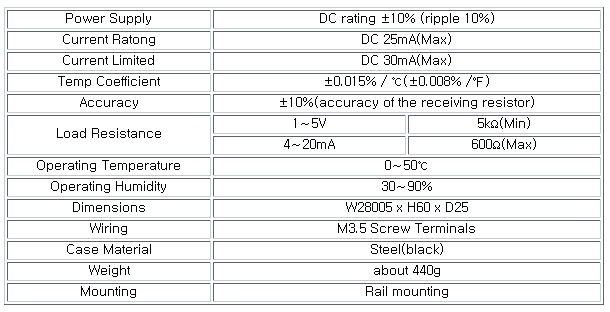 Power Supply DC rating ±10% (ripple 10%)
Current Ratong DC 25mA(Max)
Current Limited DC 30mA(Max)
Temp Coefficient ±0.015% / ℃(±0.008% /℉)
Accuracy ±10%(accuracy of the receiving resistor)
Load Resistance
1~5V 5kΩ(Min)
4~20mA 600Ω(Max)
Operating Temperature 0~50℃
Operating Humidity 30~90%
Dimensions W28005 x H60 x D25
Wiring M3.5 Screw Terminals
Case Material Steel(black)
Weight about 440g
Mounting Rail mounting